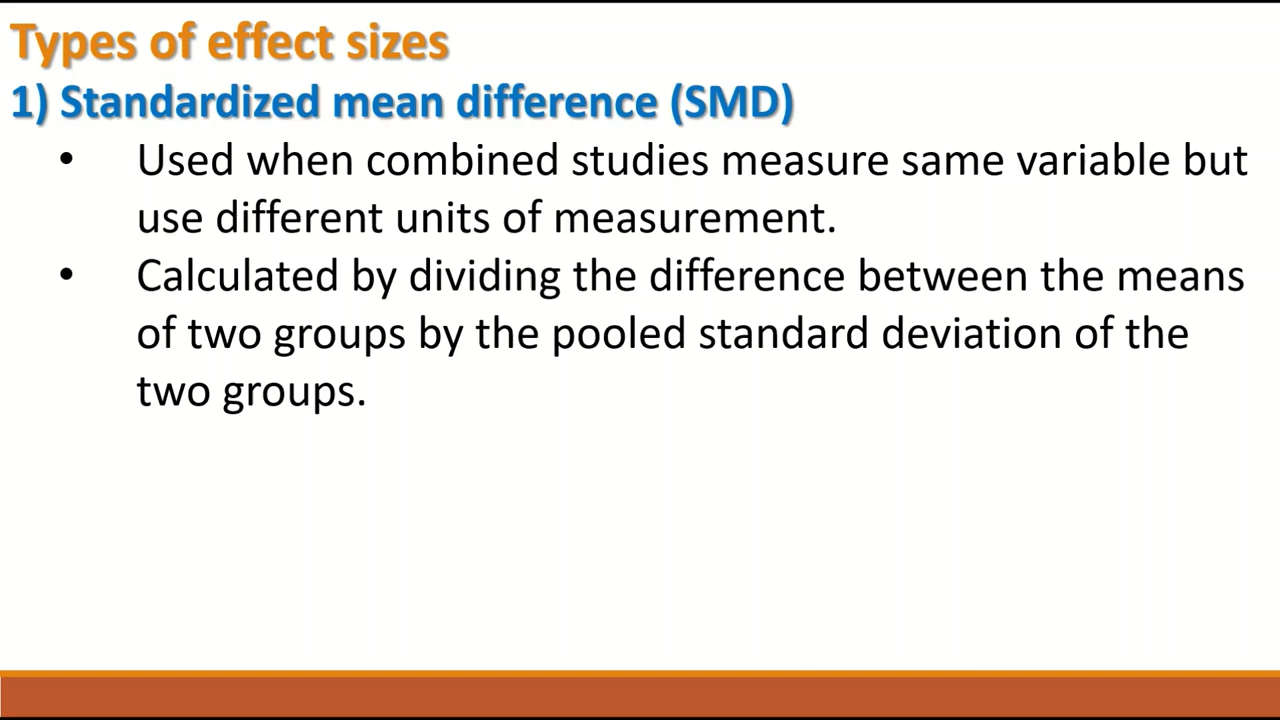 Types of effect sizes
1) Standardized mean difference (SMD)
• Used when combined studies measure same variable but
use different units of measurement.
• Calculated by dividing the difference between the means
of two groups by the pooled standard deviation of the
two groups.